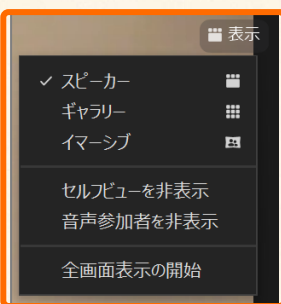 表示
スピーカー
ギャラリー
イマーシブ
セルフビューを非表示
音声参加者を非表示
全画面表示の開始